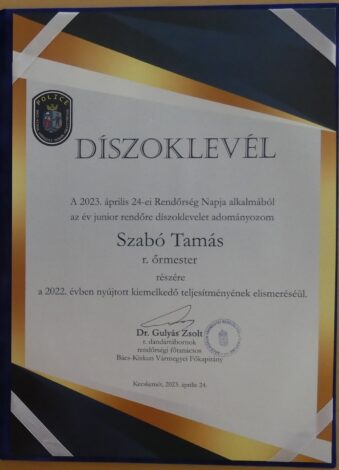 POLICE
DÍSZOKLEVÉL
A 2023. április 24-ei Rendőrség Napja alkalmából
az év junior rendőre díszoklevelet adományozom
Szabó Tamás
r. őrmester
részére
a 2022. évben nyújtott kiemelkedő teljesítményének elismeréséül.
Dr. Gulyás Zsolt
r. dandártábornok
rendőrségi főtanácsos
Bács-Kiskun Vármegyei Főkapitány
Kecskemét, 2023. április 24.